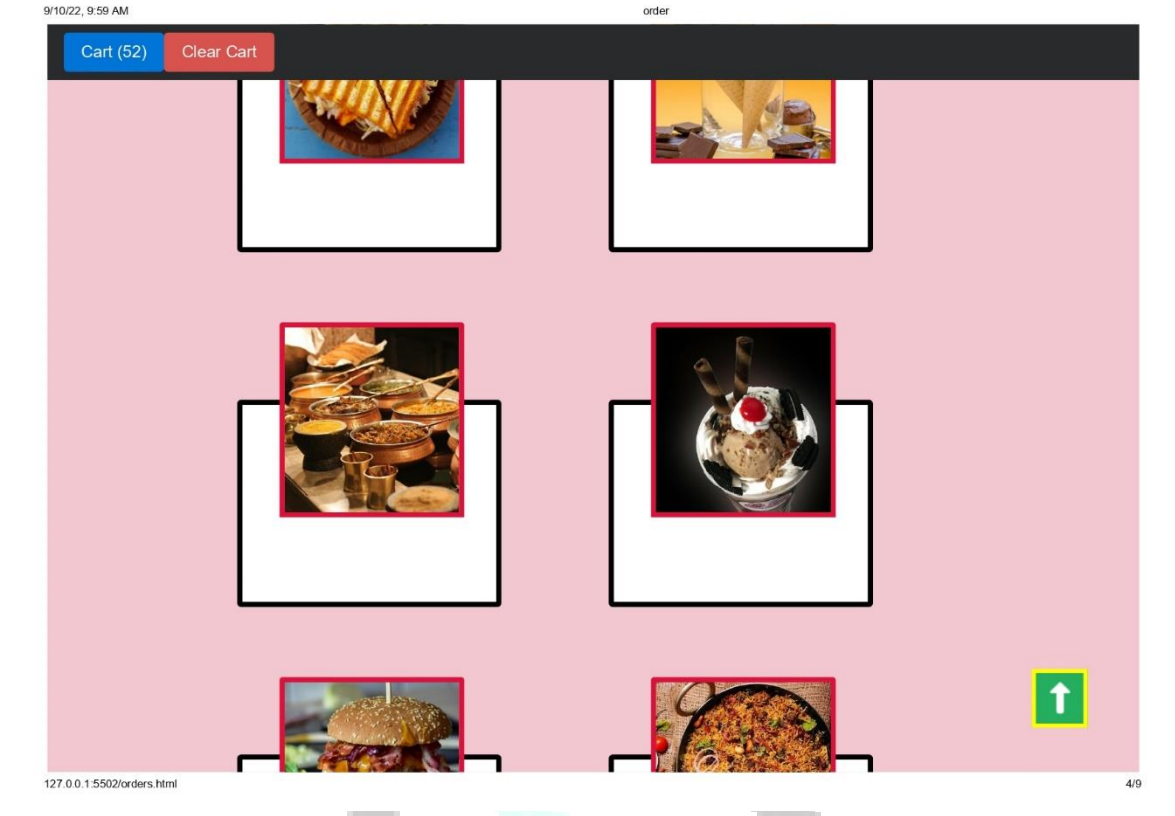 9/10/22, 9:59 AM
order
Cart (52)
Clear Cart
127.0.0.1:5502/orders.html
4/9